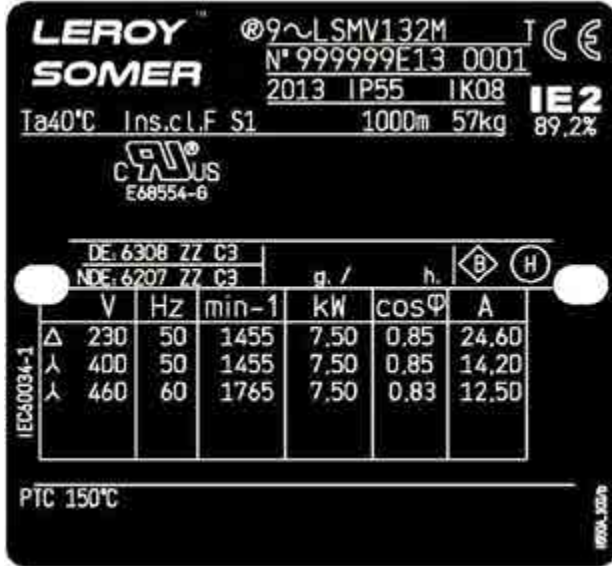 LEROY™ SOMER
®9~LSMV132M T CE
N° 999999E13 0001
2013 IP55 IK08
IE2
89,2%
Ta40°C Ins.cl.F S1 1000m 57kg
C RU® US
E68554-G
DE: 6308 ZZ C3
NDE: 6207 ZZ C3 g. / h. B H
V Hz min-1 kW cosφ A
Δ 230 50 1455 7.50 0.85 24.60
⅄ 400 50 1455 7.50 0.85 14.20
⅄ 460 60 1765 7.50 0.83 12.50
IEC60034-1
PTC 150°C